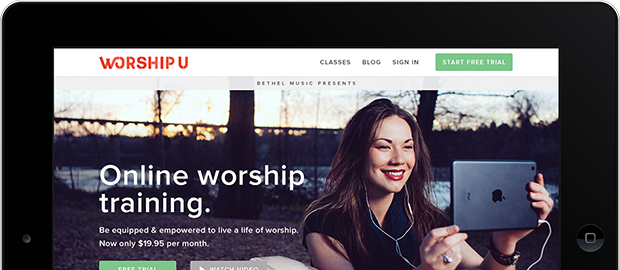 WORSHIP U
CLASSES BLOG SIGN IN START FREE TRIAL
BETHEL MUSIC PRESENTS
Online worship
training.
Be equipped & empowered to live a life of worship.
Now only $19.95 per month.
FREE TRIAL WATCH VIDEO
iPad